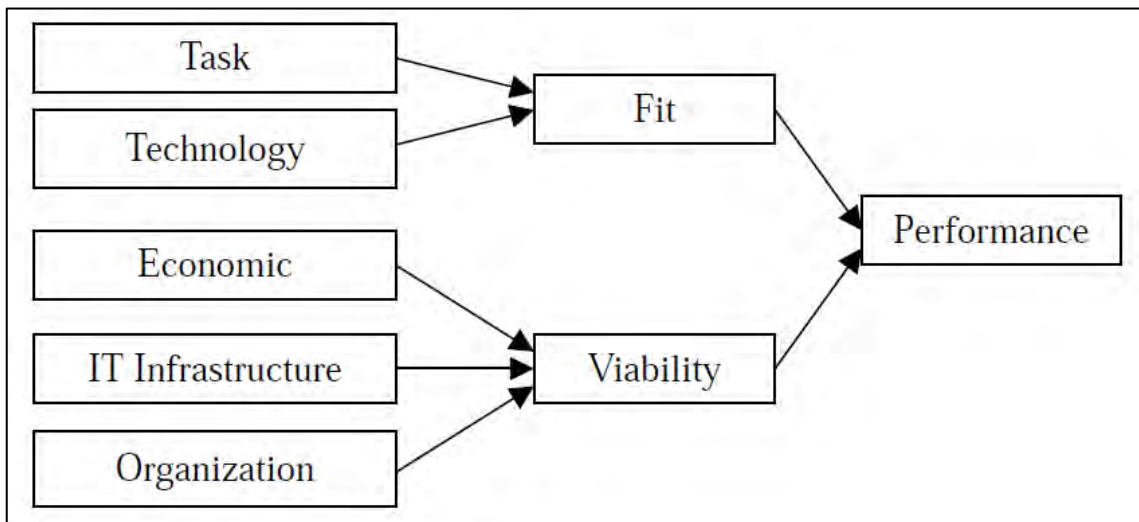 Task
Technology
Fit
Economic
IT Infrastructure
Organization
Viability
Performance